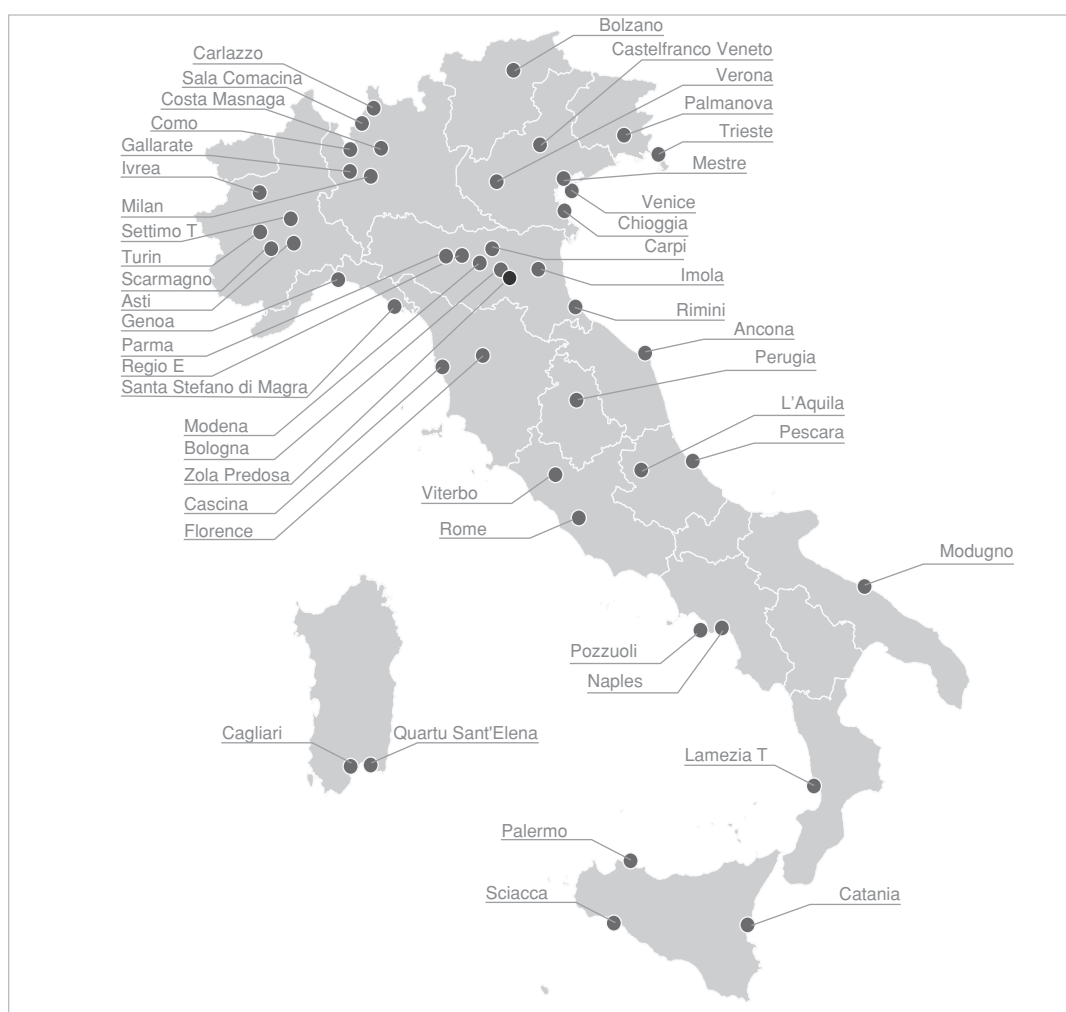 Bolzano
Castelfranco Veneto
Verona
Palmanova
Trieste
Mestre
Venice
Chioggia
Carpi
Imola
Rimini
Ancona
Perugia
L'Aquila
Pescara
Carlazzo
Sala Comacina
Costa Masnaga
Como
Gallarate
Ivrea
Milan
Settimo T
Turin
Scarmagno
Asti
Genoa
Parma
Regio E
Santa Stefano di Magra
Modena
Bologna
Zola Predosa
Cascina
Florence
Viterbo
Rome
Modugno
Pozzuoli
Naples
Cagliari
Quartu Sant'Elena
Lamezia T
Palermo
Sciacca
Catania